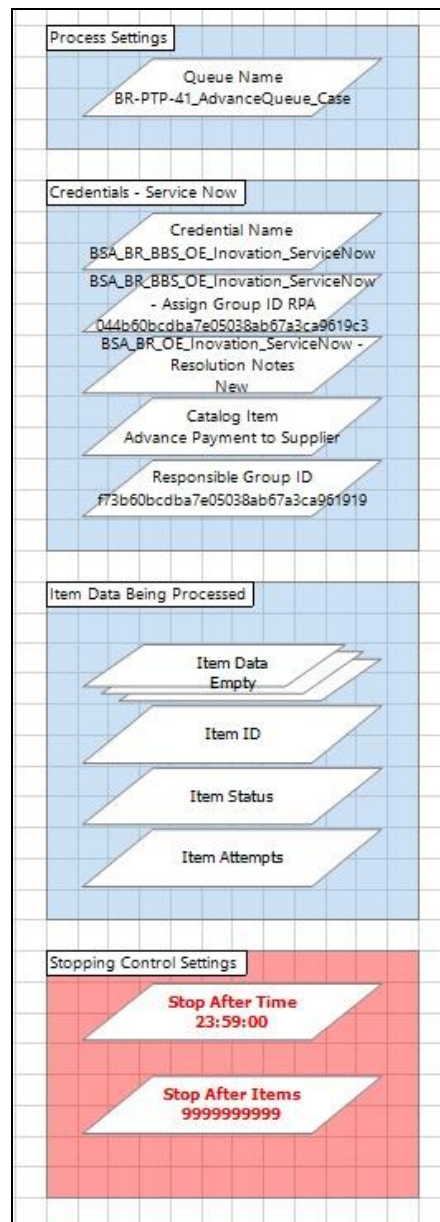 Process Settings
Queue Name
BR-PTP-41_AdvanceQueue_Case
Credentials - Service Now
Credential Name
BSA_BR_BBS_OE_Inovation_ServiceNow
BSA_BR_BBS_OE_Inovation_ServiceNow
- Assign Group ID RPA
044b60bcdba7e05038ab67a3ca9619c3
BSA_BR_OE_Inovation_ServiceNow -
Resolution Notes
New
Catalog Item
Advance Payment to Supplier
Responsible Group ID
f73b60bcdba7e05038ab67a3ca961919
Item Data Being Processed
Item Data
Empty
Item ID
Item Status
Item Attempts
Stopping Control Settings
Stop After Time
23:59:00
Stop After Items
9999999999